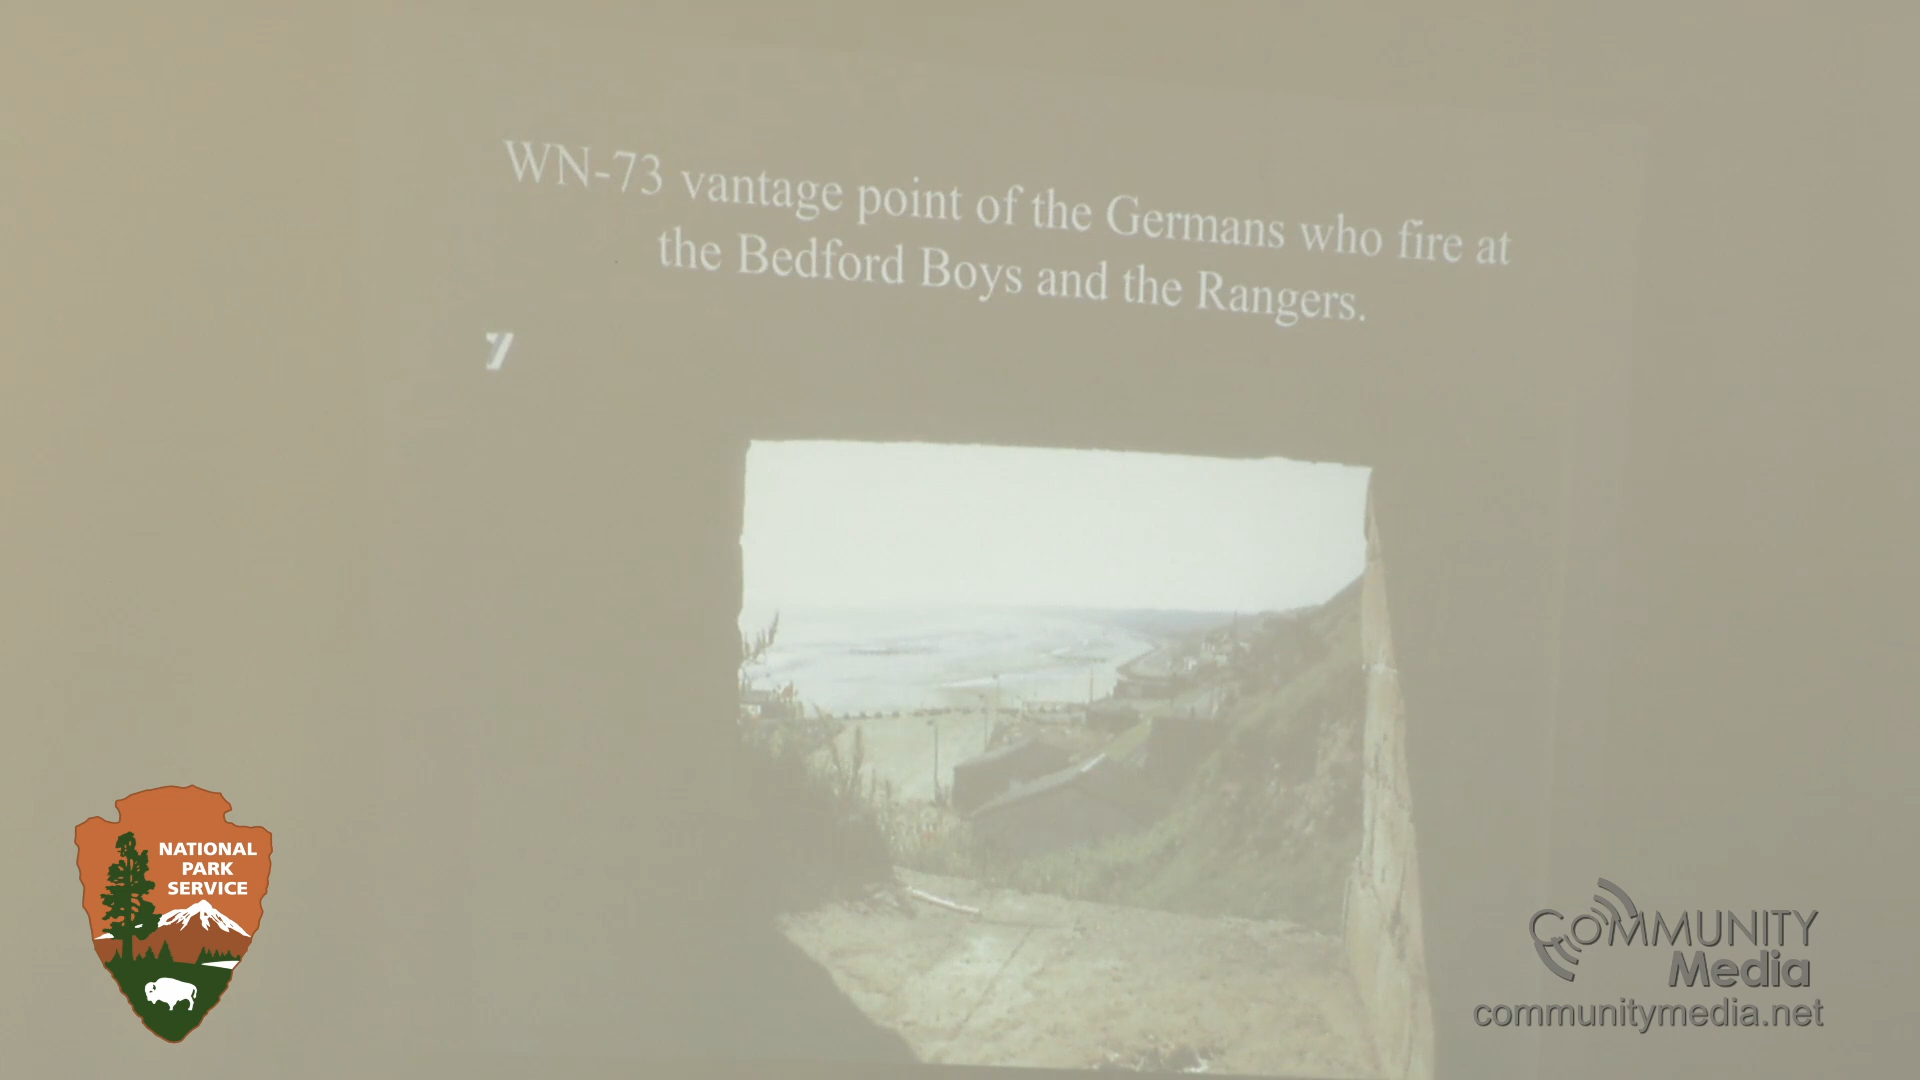 WN-73 vantage point of the Germans who fire at
the Bedford Boys and the Rangers.
NATIONAL
PARK
SERVICE
COMMUNITY
Media
communitymedia.net